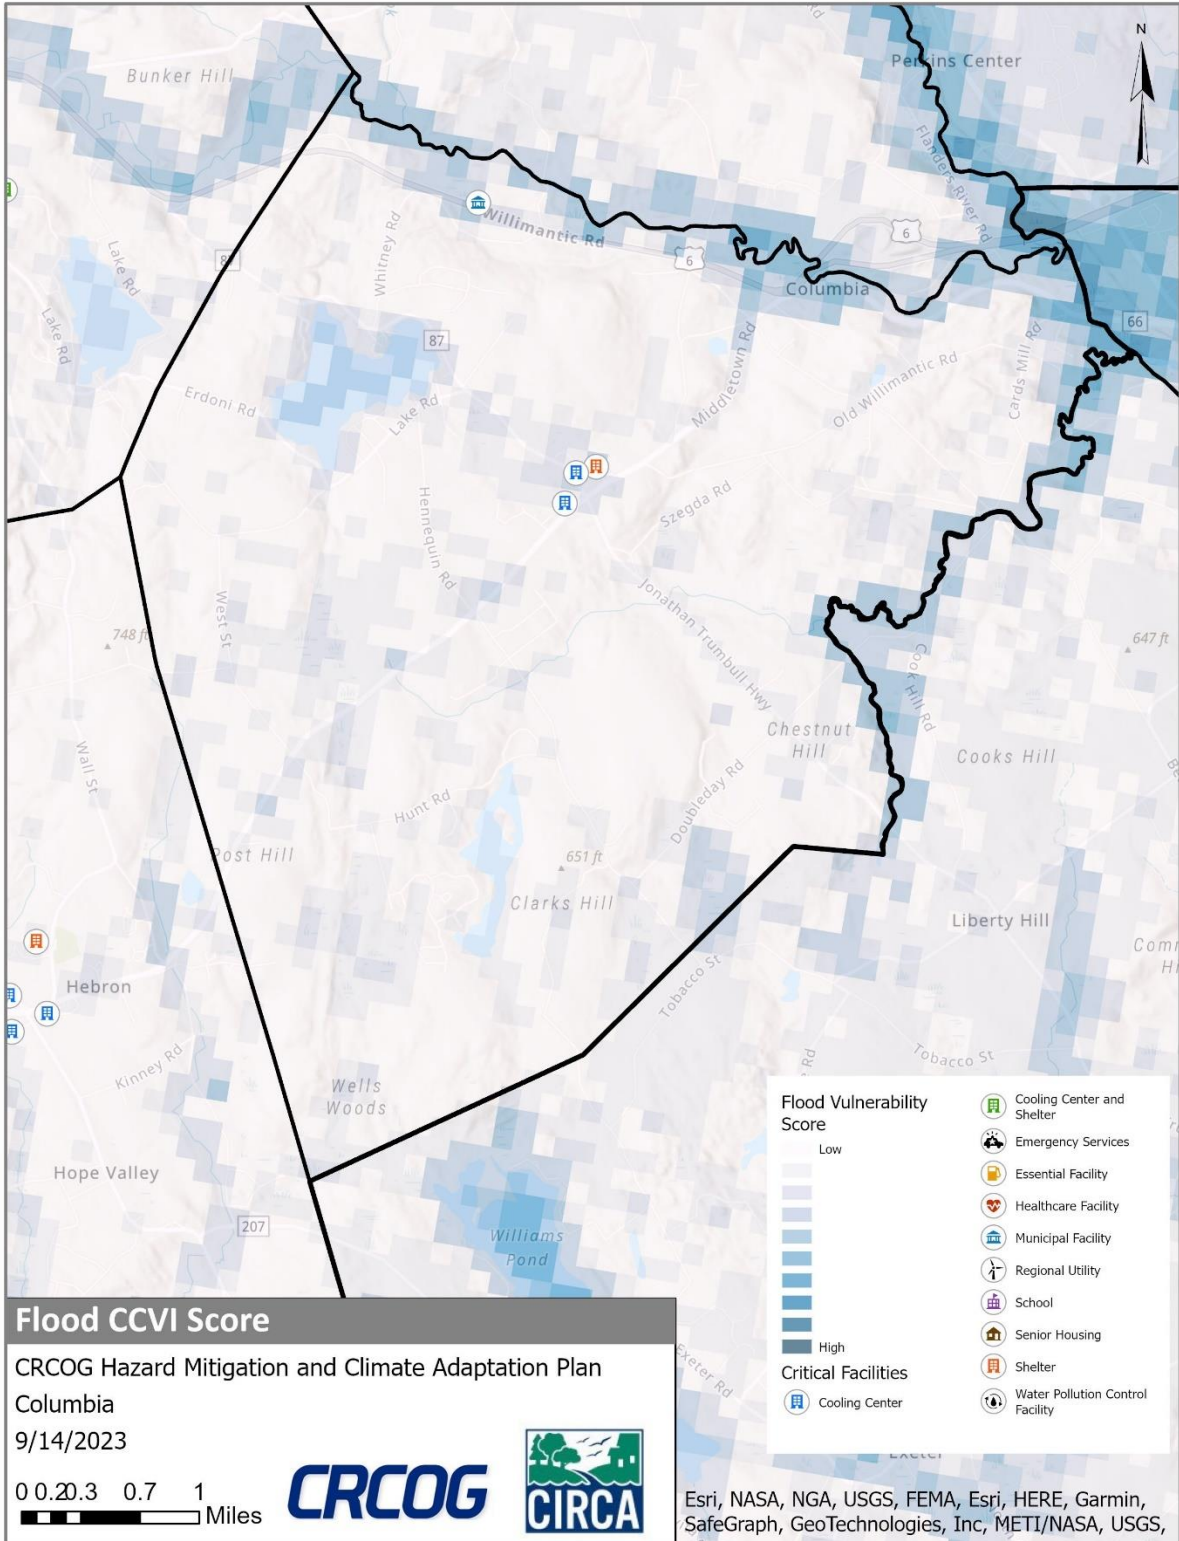 N
Bunker Hill
Perkins Center
Flanders River Rd
Rd
Willimantic Rd
6
6
Whitney Rd
Lake Rd
Lake Rd
87
Columbia
66
87
Erdoni Rd
Lake Rd
Middletown Rd
Old Willimantic Rd
Cards Mill Rd
Hennequin Rd
Szegda Rd
West St
748 ft
Jonathan Trumbull Hwy
647 ft
Cook Hill Rd
Chestnut
Hill
Cooks Hill
Wall St
Hunt Rd
Doubleday Rd
Post Hill
651 ft
Clarks Hill
Liberty Hill
Hebron
Tobacco St
Kinney Rd
Tobacco St
Rd
Wells
Woods
Hope Valley
207
Williams
Pond
Exeter Rd
Exeter
Flood Vulnerability
Score
Low
High
Critical Facilities
Cooling Center
Cooling Center and
Shelter
Emergency Services
Essential Facility
Healthcare Facility
Municipal Facility
Regional Utility
School
Senior Housing
Shelter
Water Pollution Control
Facility
Flood CCVI Score
CRCOG Hazard Mitigation and Climate Adaptation Plan
Columbia
9/14/2023
0 0.2 0.3 0.7 1
Miles
CRCOG
CIRCA
Esri, NASA, NGA, USGS, FEMA, Esri, HERE, Garmin,
SafeGraph, GeoTechnologies, Inc, METI/NASA, USGS,